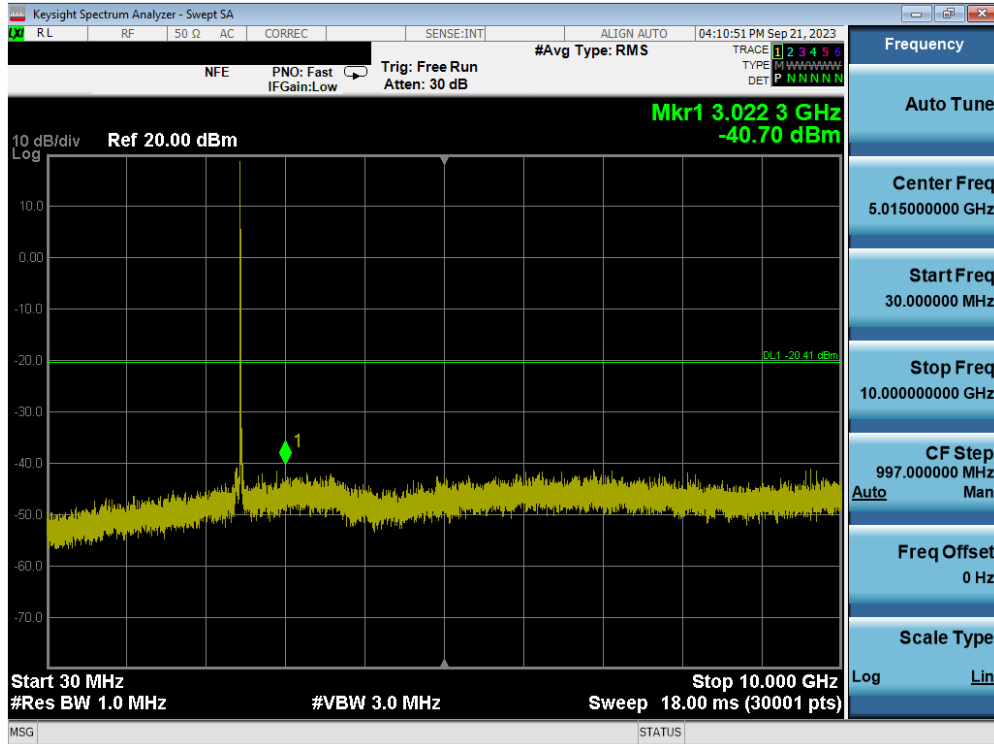 Keysight Spectrum Analyzer - Swept SA
LXI RL RF 50 Ω AC CORREC SENSE:INT ALIGN AUTO 04:10:51 PM Sep 21, 2023
NFE PNO: Fast IFGain:Low Trig: Free Run Atten: 30 dB #Avg Type: RMS
TRACE 1 2 3 4 5 6
TYPE M WWWWW
DET P N N N N N
Mkr1 3.022 3 GHz
-40.70 dBm
10 dB/div Ref 20.00 dBm
Log
10.0
0.00
-10.0
-20.0
DL1 -20.41 dBm
-30.0
1
-40.0
-50.0
-60.0
-70.0
Start 30 MHz Stop 10.000 GHz
#Res BW 1.0 MHz #VBW 3.0 MHz Sweep 18.00 ms (30001 pts)
MSG STATUS
Frequency
Auto Tune
Center Freq
5.015000000 GHz
Start Freq
30.000000 MHz
Stop Freq
10.000000000 GHz
CF Step
997.000000 MHz
Auto Man
Freq Offset
0 Hz
Scale Type
Log Lin